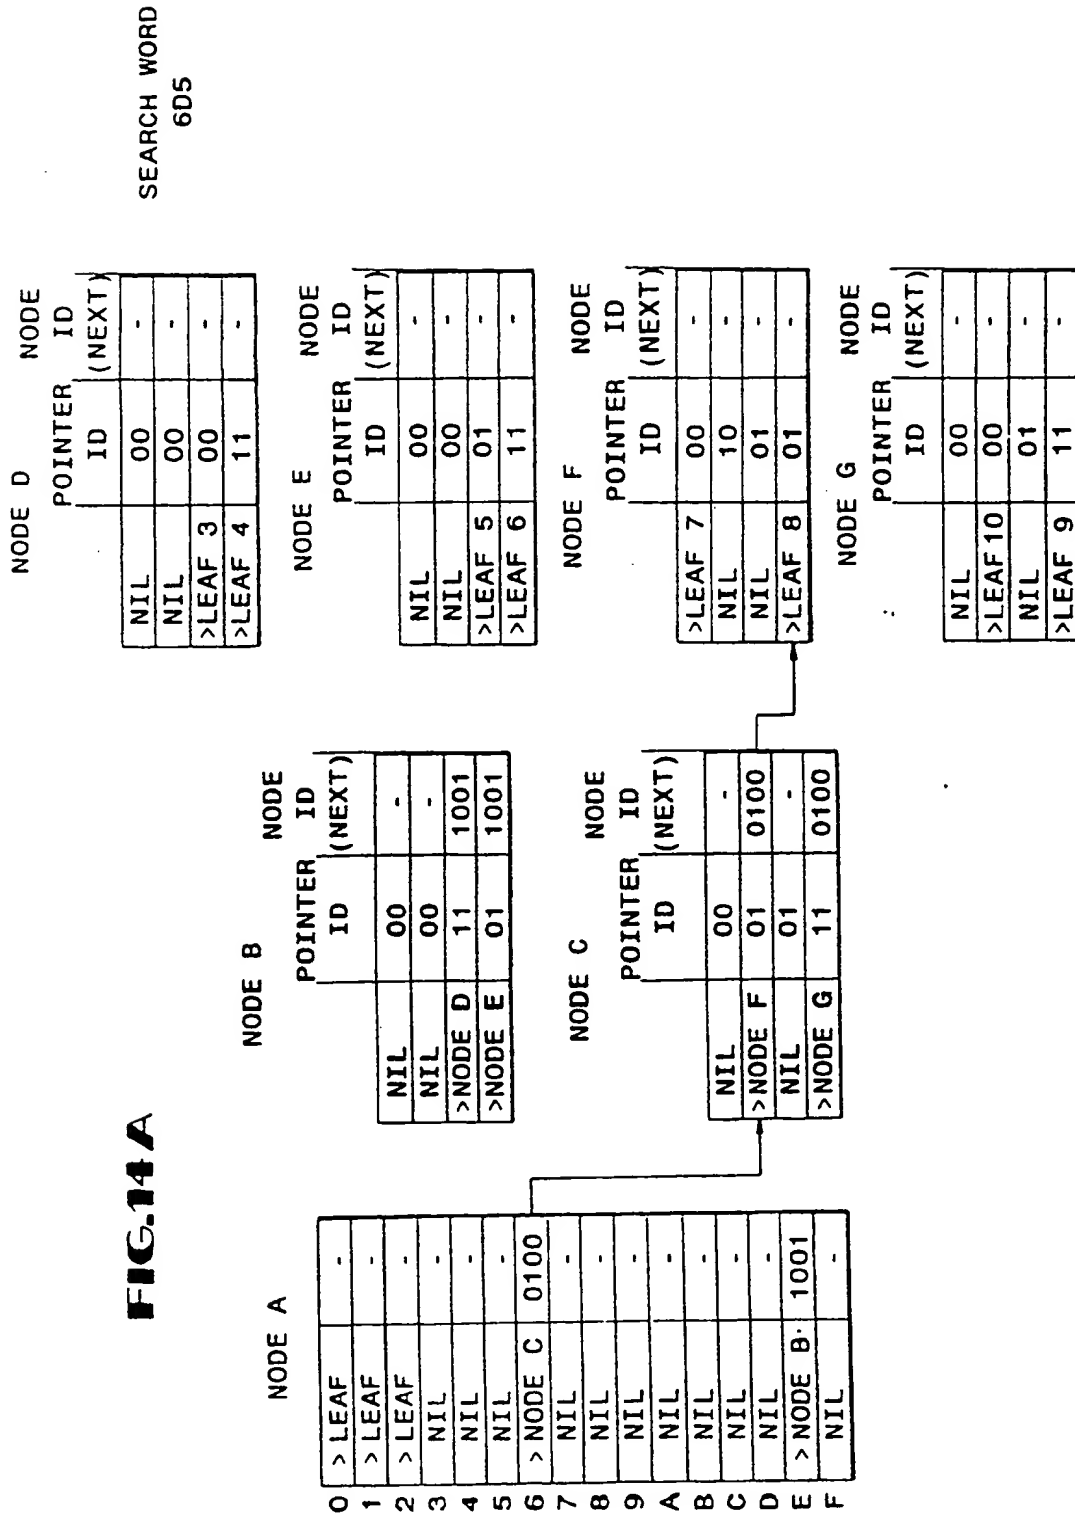 FIG.14A
SEARCH WORD
6D5
NODE A
0 >LEAF -
1 >LEAF -
2 >LEAF -
3 NIL -
4 NIL -
5 NIL -
6 >NODE C 0100
7 NIL -
8 NIL -
9 NIL -
A NIL -
B NIL -
C NIL -
D NIL -
E >NODE B 1001
F NIL -
NODE B
POINTER NODE
ID ID
(NEXT)
NIL 00 -
NIL 00 -
>NODE D 11 1001
>NODE E 01 1001
NODE C
POINTER NODE
ID ID
(NEXT)
NIL 00 -
>NODE F 01 0100
NIL 01 -
>NODE G 11 0100
NODE D
POINTER NODE
ID ID
(NEXT)
NIL 00 -
NIL 00 -
>LEAF 3 00 -
>LEAF 4 11 -
NODE E
POINTER NODE
ID ID
(NEXT)
NIL 00 -
NIL 00 -
>LEAF 5 01 -
>LEAF 6 11 -
NODE F
POINTER NODE
ID ID
(NEXT)
>LEAF 7 00 -
NIL 10 -
NIL 01 -
>LEAF 8 01 -
NODE G
POINTER NODE
ID ID
(NEXT)
NIL 00 -
>LEAF 10 00 -
NIL 01 -
>LEAF 9 11 -